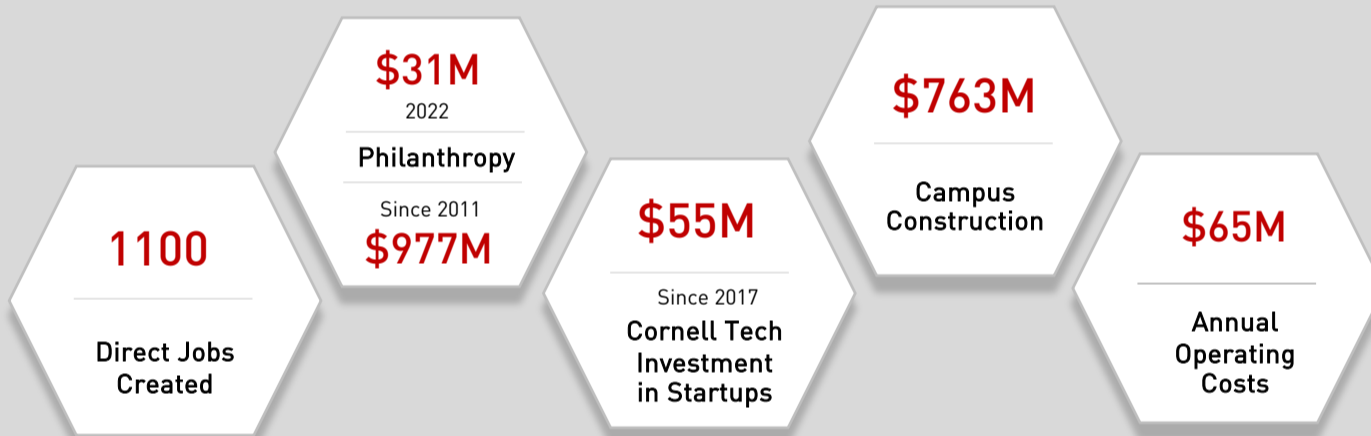 1100
Direct Jobs
Created
$31M
2022
Philanthropy
Since 2011
$977M
$55M
Since 2017
Cornell Tech
Investment
in Startups
$763M
Campus
Construction
$65M
Annual
Operating
Costs